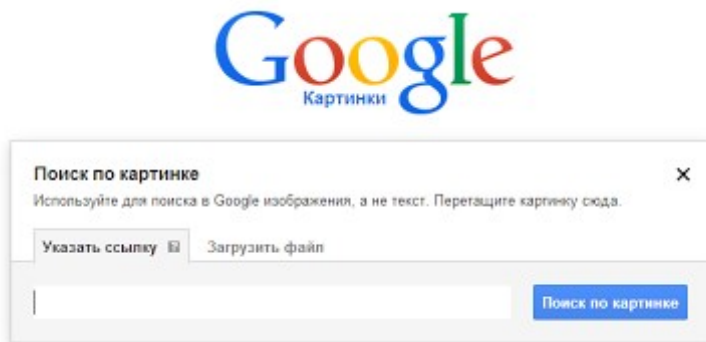 Google
Картинки
Поиск по картинке
Используйте для поиска в Google изображения, а не текст. Перетащите картинку сюда.
Указать ссылку Загрузить файл
Поиск по картинке